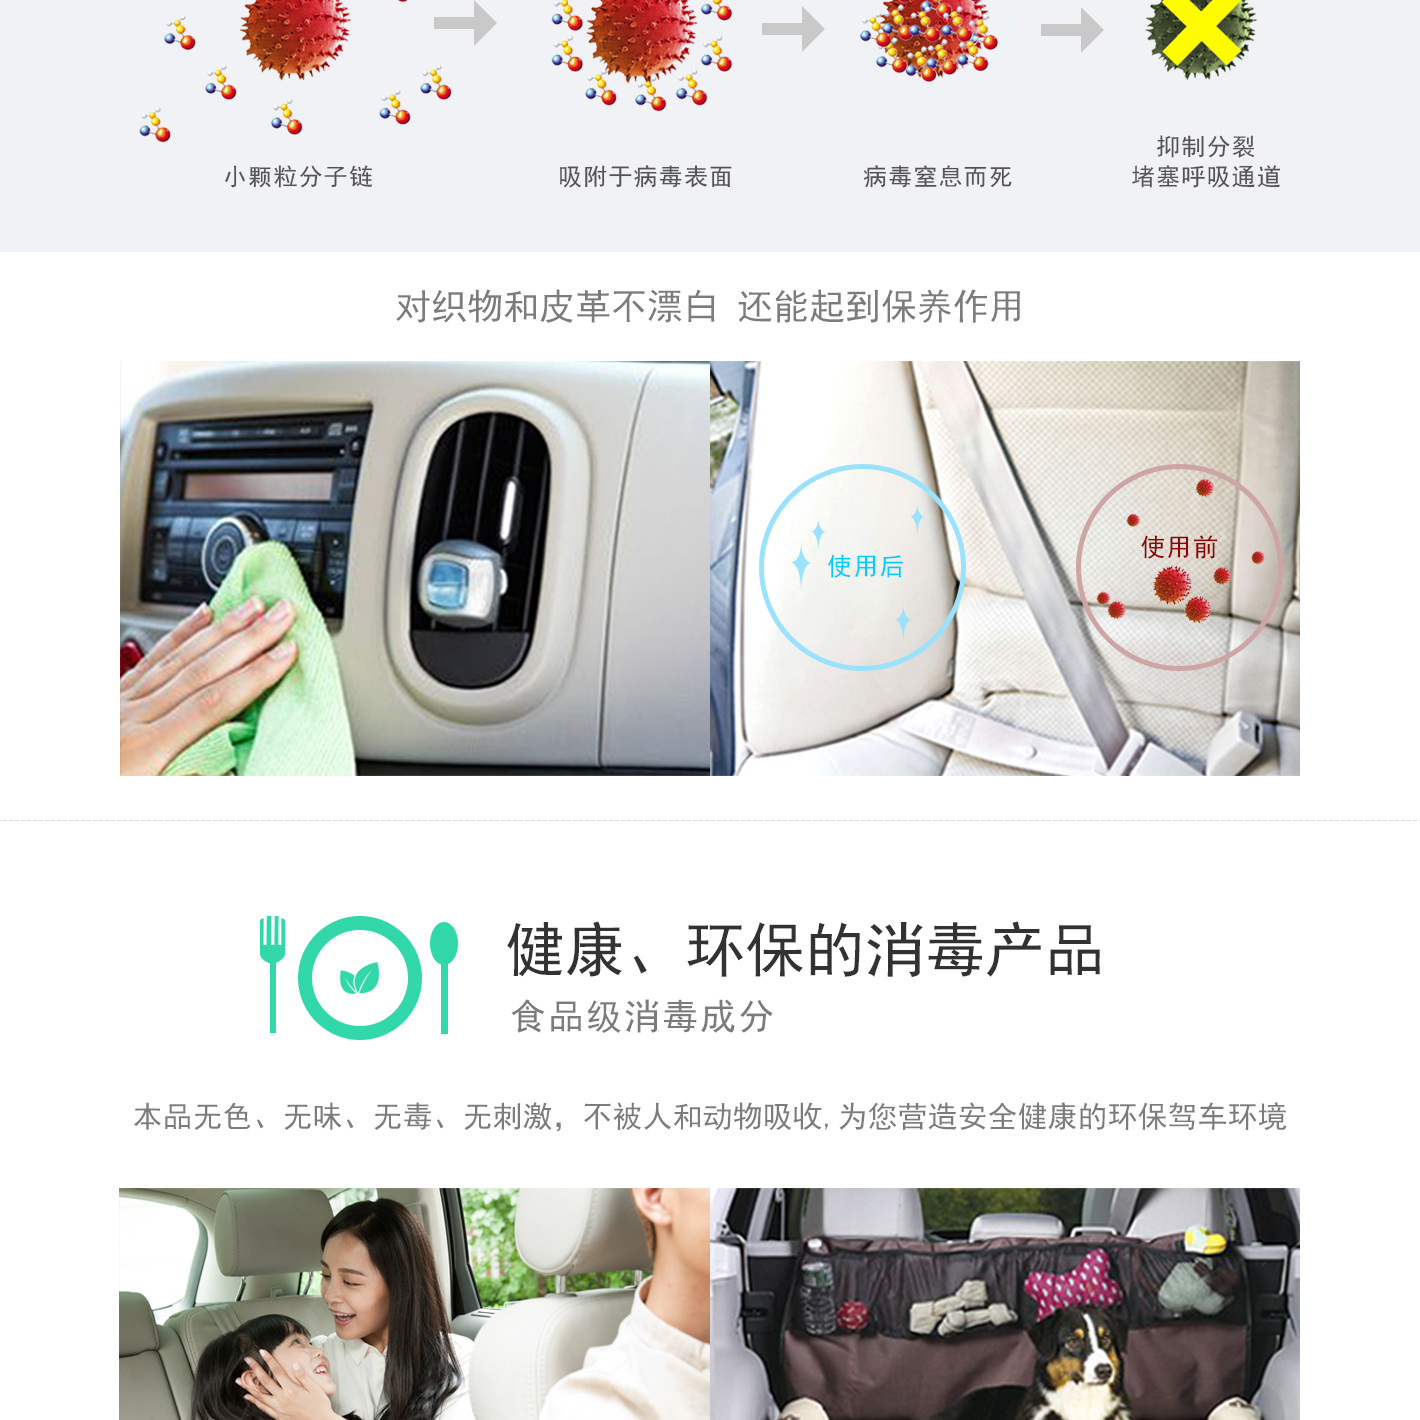 小颗粒分子链
吸附于病毒表面
病毒窒息而死
抑制分裂
堵塞呼吸通道
对织物和皮革不漂白 还能起到保养作用
使用后
使用前
健康、环保的消毒产品
食品级消毒成分
本品无色、无味、无毒、无刺激，不被人和动物吸收, 为您营造安全健康的环保驾车环境